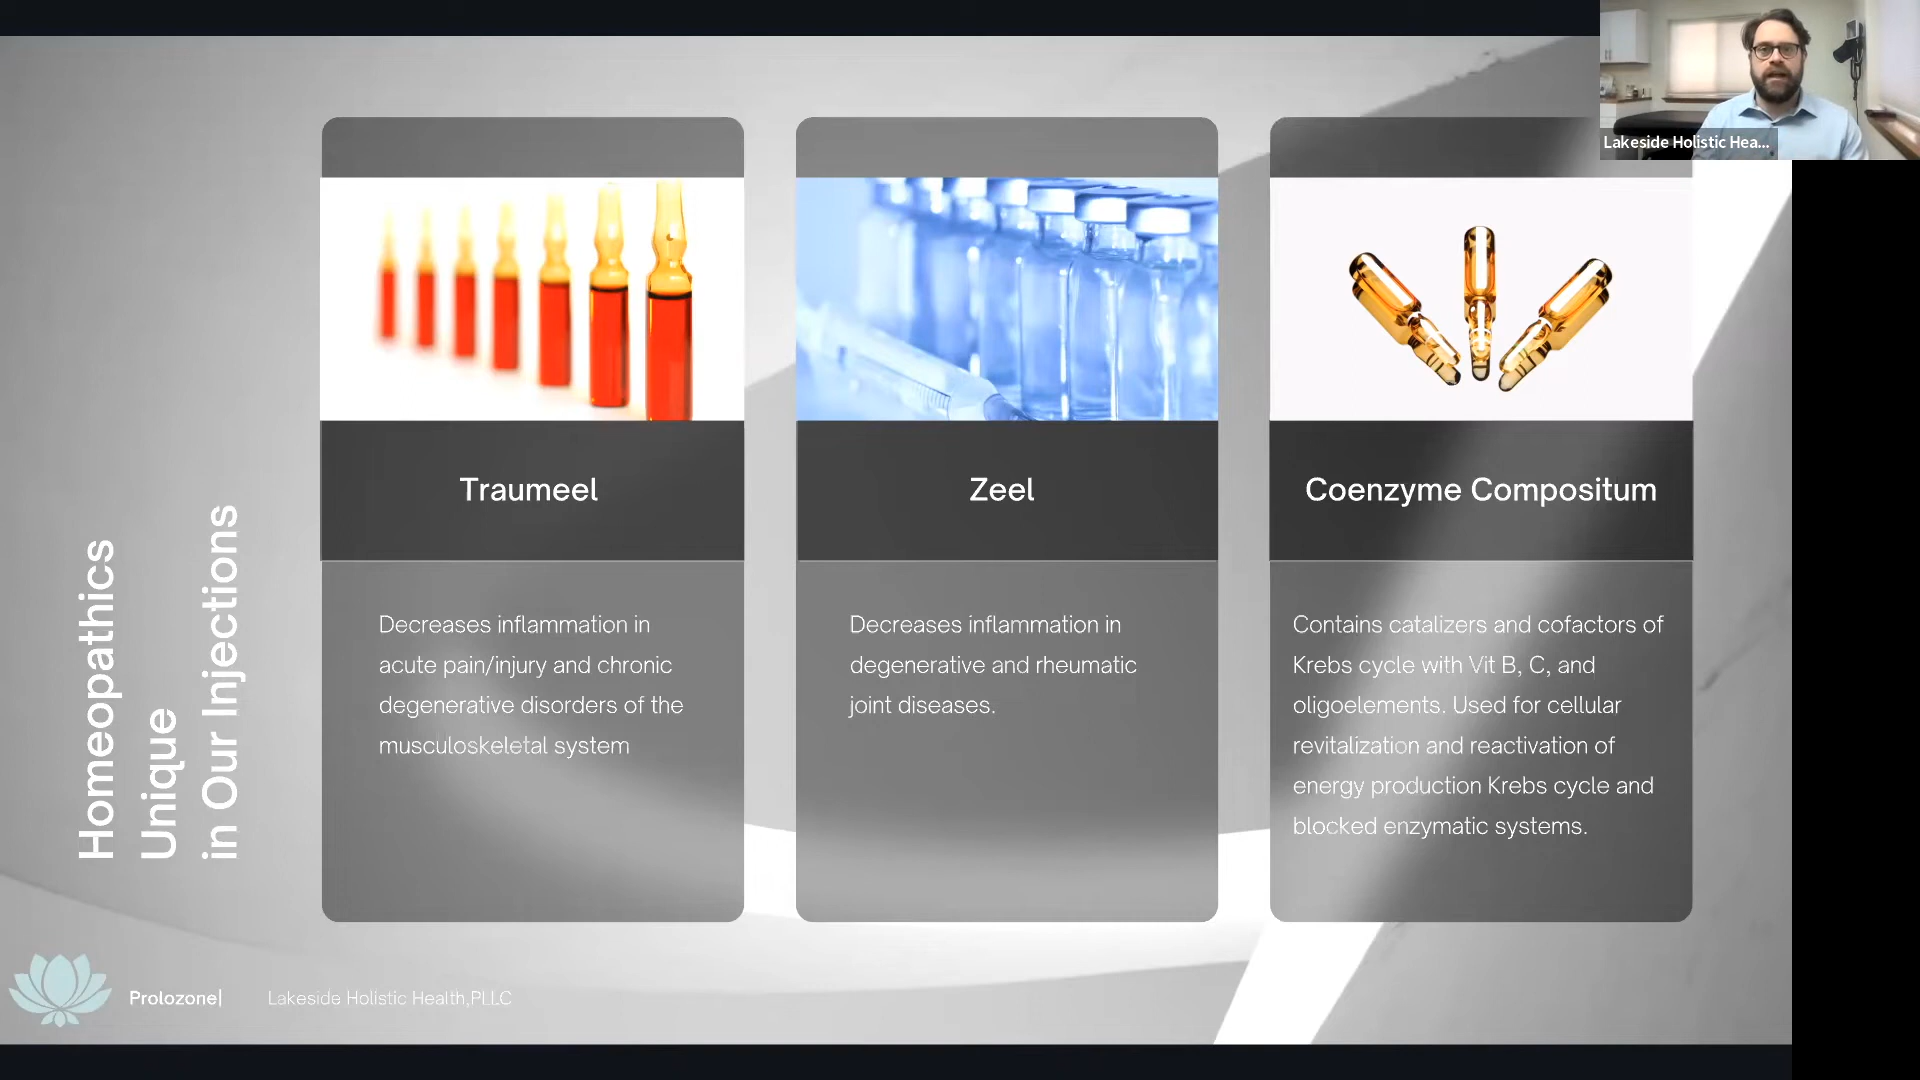 Lakeside Holistic Hea...
Homeopathics
Unique
in Our Injections
Traumeel
Decreases inflammation in
acute pain/injury and chronic
degenerative disorders of the
musculoskeletal system
Zeel
Decreases inflammation in
degenerative and rheumatic
joint diseases.
Coenzyme Compositum
Contains catalizers and cofactors of
Krebs cycle with Vit B, C, and
oligoelements. Used for cellular
revitalization and reactivation of
energy production Krebs cycle and
blocked enzymatic systems.
Prolozone| Lakeside Holistic Health,PLLC